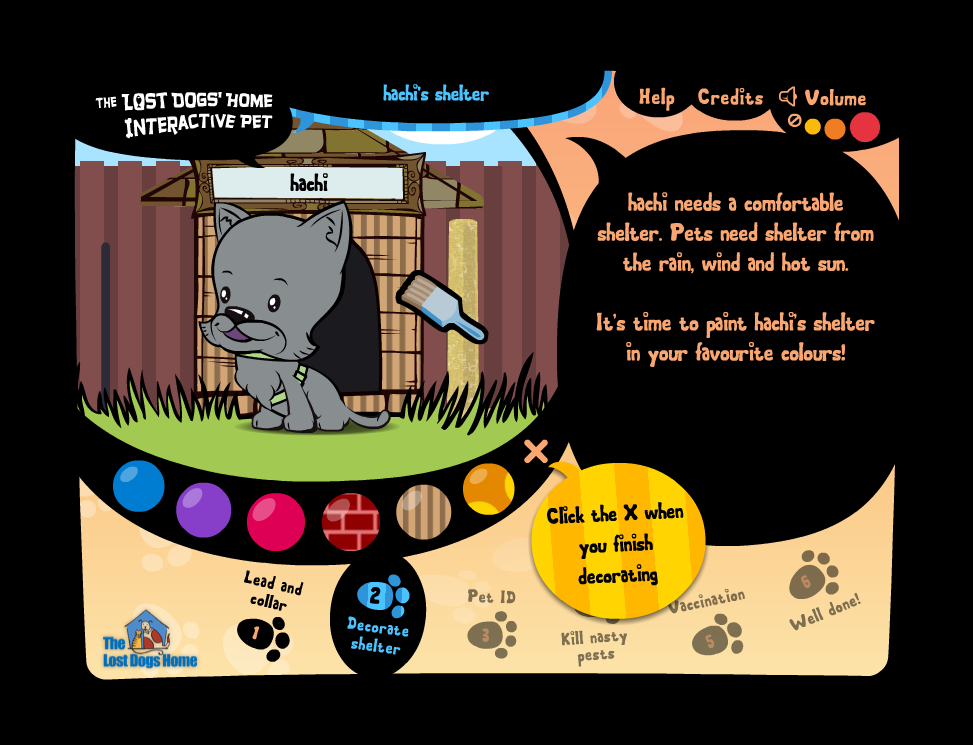 THE LOST DOGS' HOME
INTERACTIVE PET
hachi's shelter
Help Credits Volume
hachi
hachi needs a comfortable
shelter. Pets need shelter from
the rain, wind and hot sun.
It's time to paint hachi's shelter
in your favourite colours!
Click the X when
you finish
decorating
Lead and
collar
1
2
Decorate
shelter
Pet ID
3
Kill nasty
pests
Vaccination
5
6
Well done!
The
Lost Dogs' Home